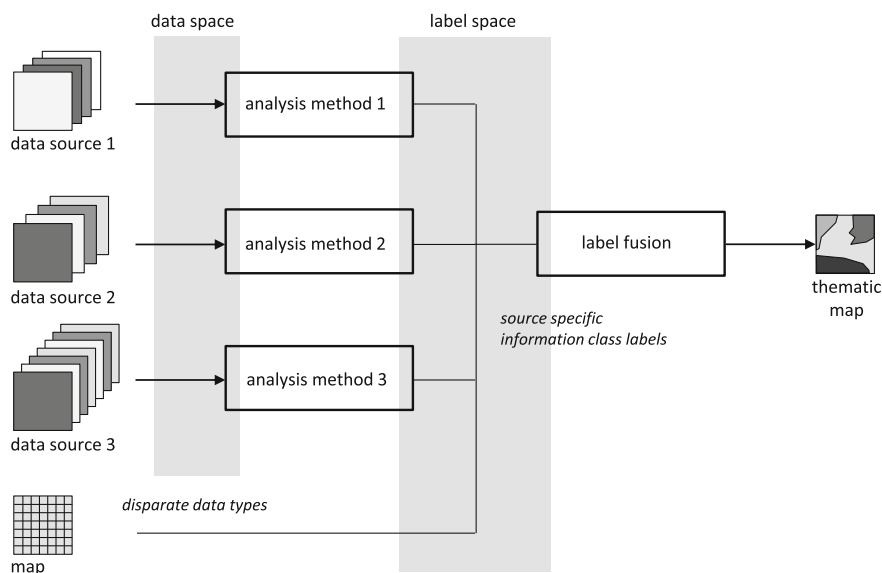 data space
label space
analysis method 1
data source 1
analysis method 2
label fusion
data source 2
thematic
map
source specific
information class labels
analysis method 3
data source 3
disparate data types
map